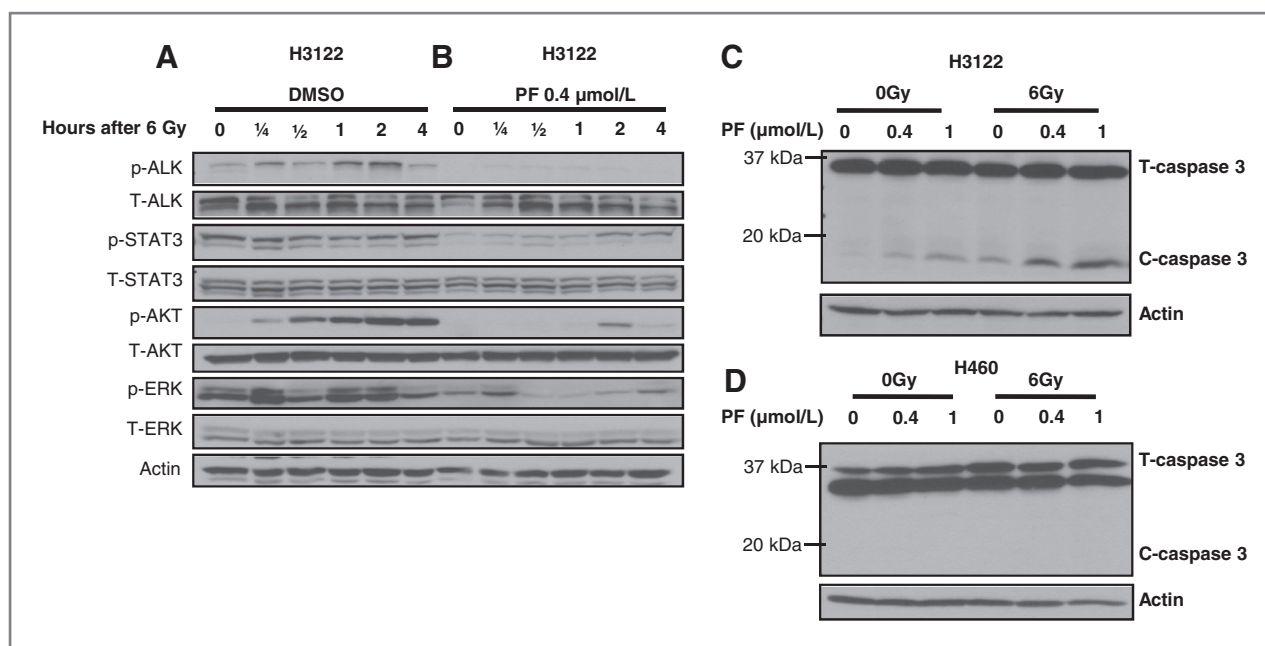 A
H3122
DMSO
B
H3122
PF 0.4 µmol/L
Hours after 6 Gy 0 ¼ ½ 1 2 4 0 ¼ ½ 1 2 4
p-ALK
T-ALK
p-STAT3
T-STAT3
p-AKT
T-AKT
p-ERK
T-ERK
Actin
C
H3122
0Gy 6Gy
PF (µmol/L) 0 0.4 1 0 0.4 1
37 kDa T-caspase 3
20 kDa
C-caspase 3
Actin
D
H460
0Gy 6Gy
PF (µmol/L) 0 0.4 1 0 0.4 1
37 kDa T-caspase 3
20 kDa C-caspase 3
Actin